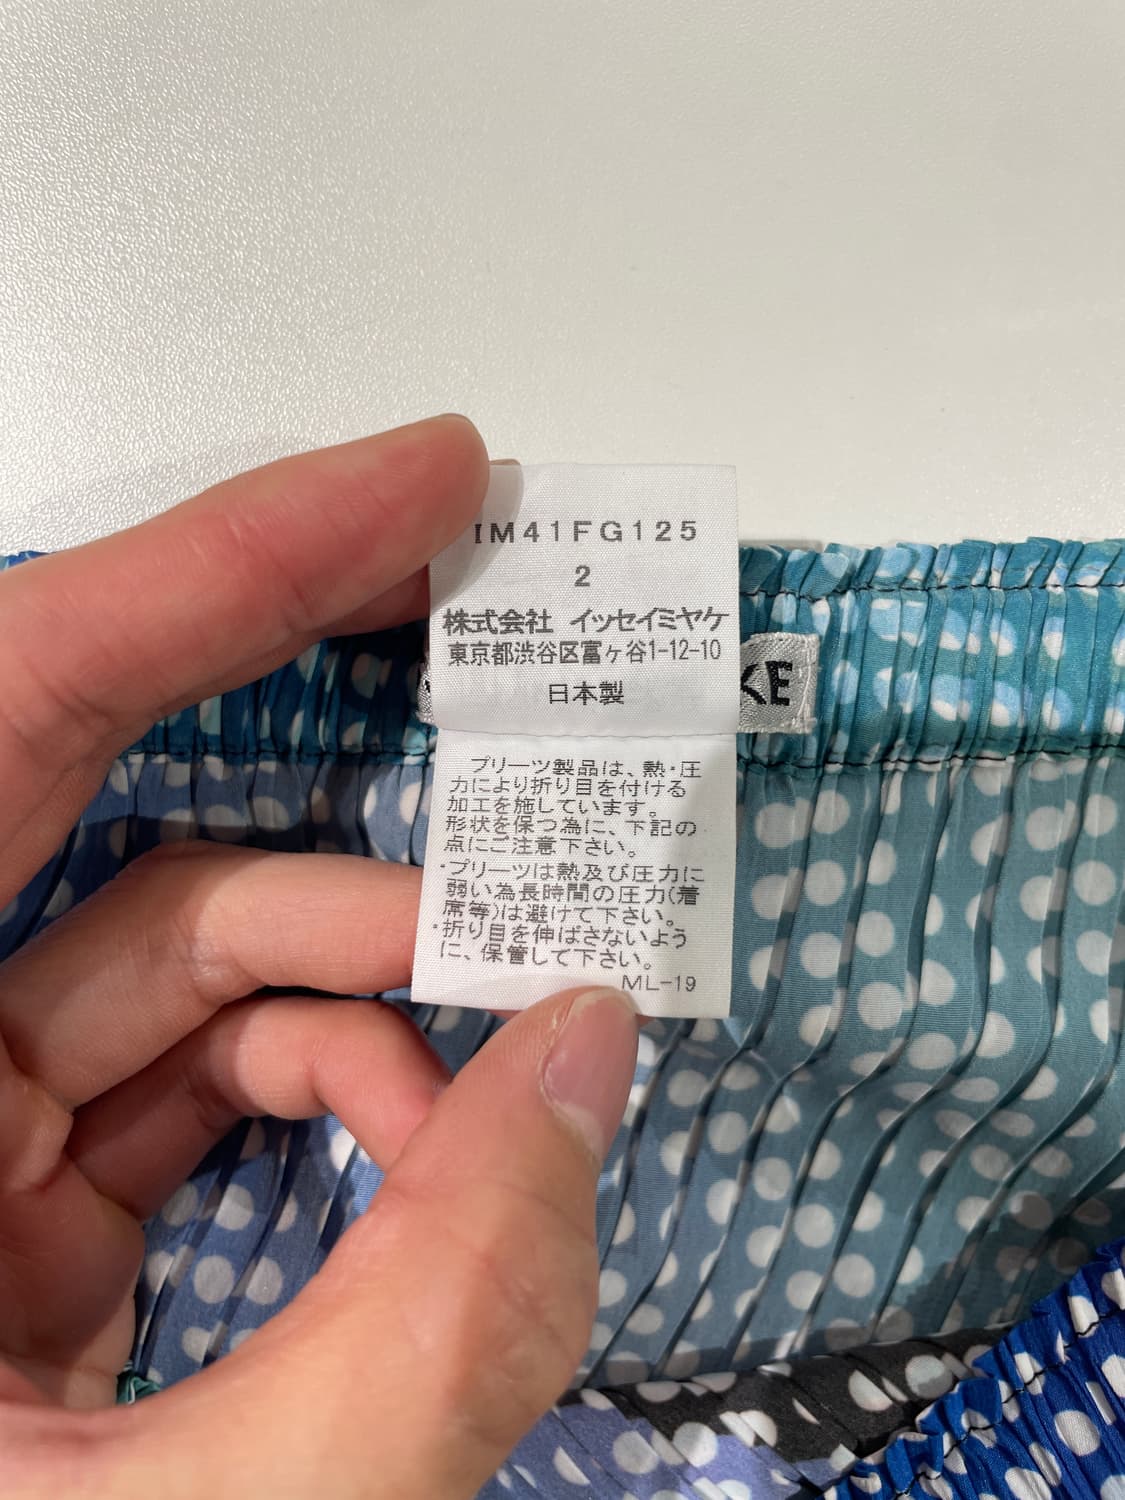 IM41FG125
2
株式会社 イッセイミヤケ
東京都渋谷区富ヶ谷1-12-10
日本製
KE
プリーツ製品は、熱・圧
力により折り目を付ける
加工を施しています。
形状を保つ為に、下記の
点にご注意下さい。
・プリーツは熱及び圧力に
弱い為長時間の圧力(着
席等)は避けて下さい。
・折り目を伸ばさないよう
に、保管して下さい。
ML-19